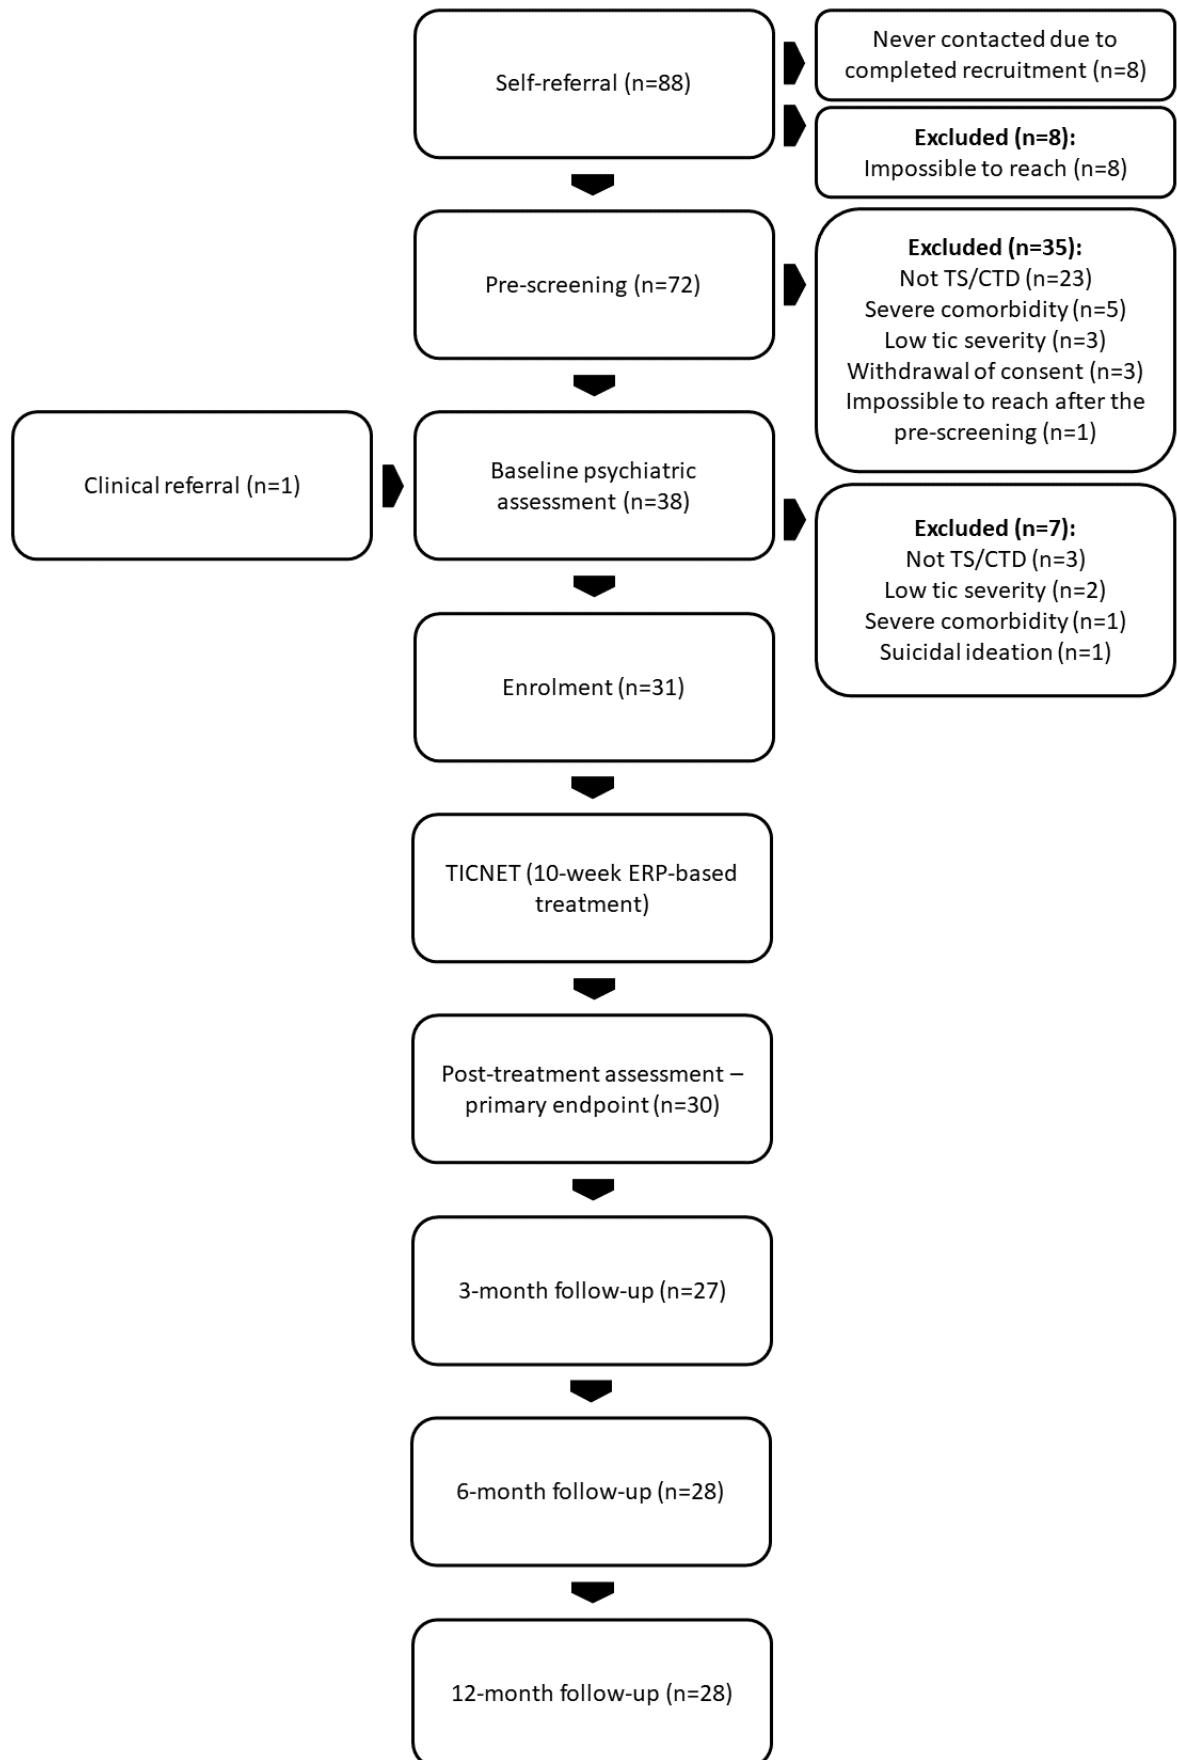 Self-referral (n=88)
Never contacted due to
completed recruitment (n=8)
Excluded (n=8):
Impossible to reach (n=8)
Pre-screening (n=72)
Excluded (n=35):
Not TS/CTD (n=23)
Severe comorbidity (n=5)
Low tic severity (n=3)
Withdrawal of consent (n=3)
Impossible to reach after the
pre-screening (n=1)
Clinical referral (n=1)
Baseline psychiatric
assessment (n=38)
Excluded (n=7):
Not TS/CTD (n=3)
Low tic severity (n=2)
Severe comorbidity (n=1)
Suicidal ideation (n=1)
Enrolment (n=31)
TICNET (10-week ERP-based
treatment)
Post-treatment assessment –
primary endpoint (n=30)
3-month follow-up (n=27)
6-month follow-up (n=28)
12-month follow-up (n=28)